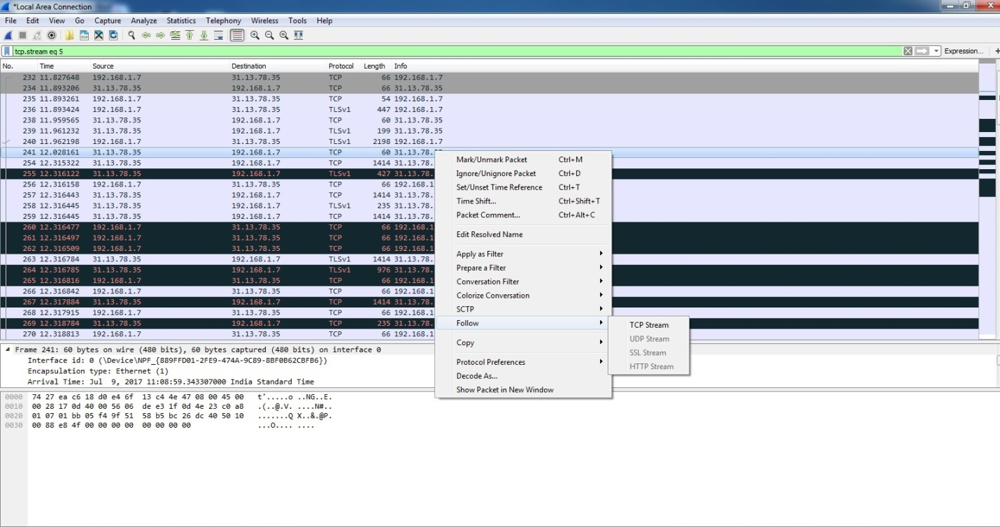 *Local Area Connection
File Edit View Go Capture Analyze Statistics Telephony Wireless Tools Help
tcp.stream eq 5 Expression... +
No. Time Source Destination Protocol Length Info
232 11.827648 192.168.1.7 31.13.78.35 TCP 66 192.168.1.7
234 11.893206 31.13.78.35 192.168.1.7 TCP 66 31.13.78.35
235 11.893261 192.168.1.7 31.13.78.35 TCP 54 192.168.1.7
236 11.893424 192.168.1.7 31.13.78.35 TLSv1 447 192.168.1.7
238 11.959565 31.13.78.35 192.168.1.7 TCP 60 31.13.78.35
239 11.961232 31.13.78.35 192.168.1.7 TLSv1 199 31.13.78.35
240 11.962198 192.168.1.7 31.13.78.35 TLSv1 2198 192.168.1.7
241 12.028161 31.13.78.35 192.168.1.7 TCP 60 31.13.78.
254 12.315322 31.13.78.35 192.168.1.7 TCP 1414 31.13.78.
255 12.316122 31.13.78.35 192.168.1.7 TLSv1 427 31.13.78.
256 12.316158 192.168.1.7 31.13.78.35 TCP 66 192.168.1
257 12.316443 31.13.78.35 192.168.1.7 TCP 1414 31.13.78.
258 12.316445 31.13.78.35 192.168.1.7 TLSv1 235 31.13.78.
259 12.316445 31.13.78.35 192.168.1.7 TCP 1414 31.13.78.
260 12.316477 192.168.1.7 31.13.78.35 TCP 66 192.168.1
261 12.316497 192.168.1.7 31.13.78.35 TCP 66 192.168.1
262 12.316509 192.168.1.7 31.13.78.35 TCP 66 192.168.1
263 12.316784 31.13.78.35 192.168.1.7 TLSv1 1414 31.13.78.
264 12.316785 31.13.78.35 192.168.1.7 TLSv1 976 31.13.78.
265 12.316816 192.168.1.7 31.13.78.35 TCP 66 192.168.1
266 12.316842 192.168.1.7 31.13.78.35 TCP 66 192.168.1
267 12.317884 31.13.78.35 192.168.1.7 TCP 1414 31.13.78.
268 12.317915 192.168.1.7 31.13.78.35 TCP 66 192.168.1
269 12.318784 31.13.78.35 192.168.1.7 TCP 235 31.13.78.
270 12.318813 192.168.1.7 31.13.78.35 TCP 66 192.168.1
Mark/Unmark Packet Ctrl+M
Ignore/Unignore Packet Ctrl+D
Set/Unset Time Reference Ctrl+T
Time Shift... Ctrl+Shift+T
Packet Comment... Ctrl+Alt+C
Edit Resolved Name
Apply as Filter
Prepare a Filter
Conversation Filter
Colorize Conversation
SCTP
Follow
Copy
Protocol Preferences
Decode As...
Show Packet in New Window
TCP Stream
UDP Stream
SSL Stream
HTTP Stream
Frame 241: 60 bytes on wire (480 bits), 60 bytes captured (480 bits) on interface 0
Interface id: 0 (\Device\NPF_{889FFD01-2FE9-474A-9C89-8BF0B62CBFB6})
Encapsulation type: Ethernet (1)
Arrival Time: Jul 9, 2017 11:08:59.343307000 India Standard Time
0000 74 27 ea c6 18 d0 e4 6f 13 c4 4e 47 08 00 45 00 t'.....o ..NG..E.
0010 00 28 17 0d 40 00 56 06 de e3 1f 0d 4e 23 c0 a8 .(..@.V. ....N#..
0020 01 07 01 bb 05 f4 9f 51 58 b5 bc 26 dc 40 50 10 .......Q X..&.@P.
0030 00 88 e8 4f 00 00 00 00 00 00 00 00 ...O.... ....